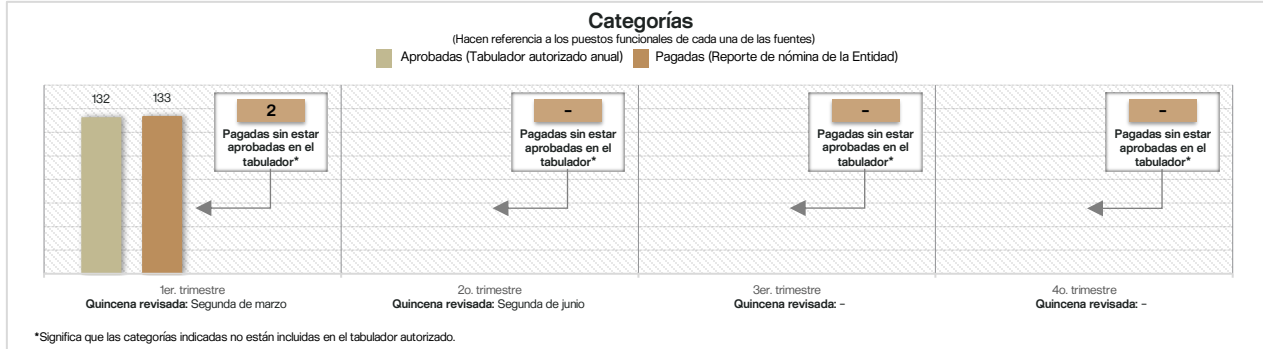 Categorías
(Hacen referencia a los puestos funcionales de cada una de las fuentes)
Aprobadas (Tabulador autorizado anual) Pagadas (Reporte de nómina de la Entidad)
132
133
2
Pagadas sin estar
aprobadas en el
tabulador*
-
Pagadas sin estar
aprobadas en el
tabulador*
-
Pagadas sin estar
aprobadas en el
tabulador*
-
Pagadas sin estar
aprobadas en el
tabulador*
1er. trimestre
Quincena revisada: Segunda de marzo
2o. trimestre
Quincena revisada: Segunda de junio
3er. trimestre
Quincena revisada: -
4o. trimestre
Quincena revisada: -
*Significa que las categorías indicadas no están incluidas en el tabulador autorizado.